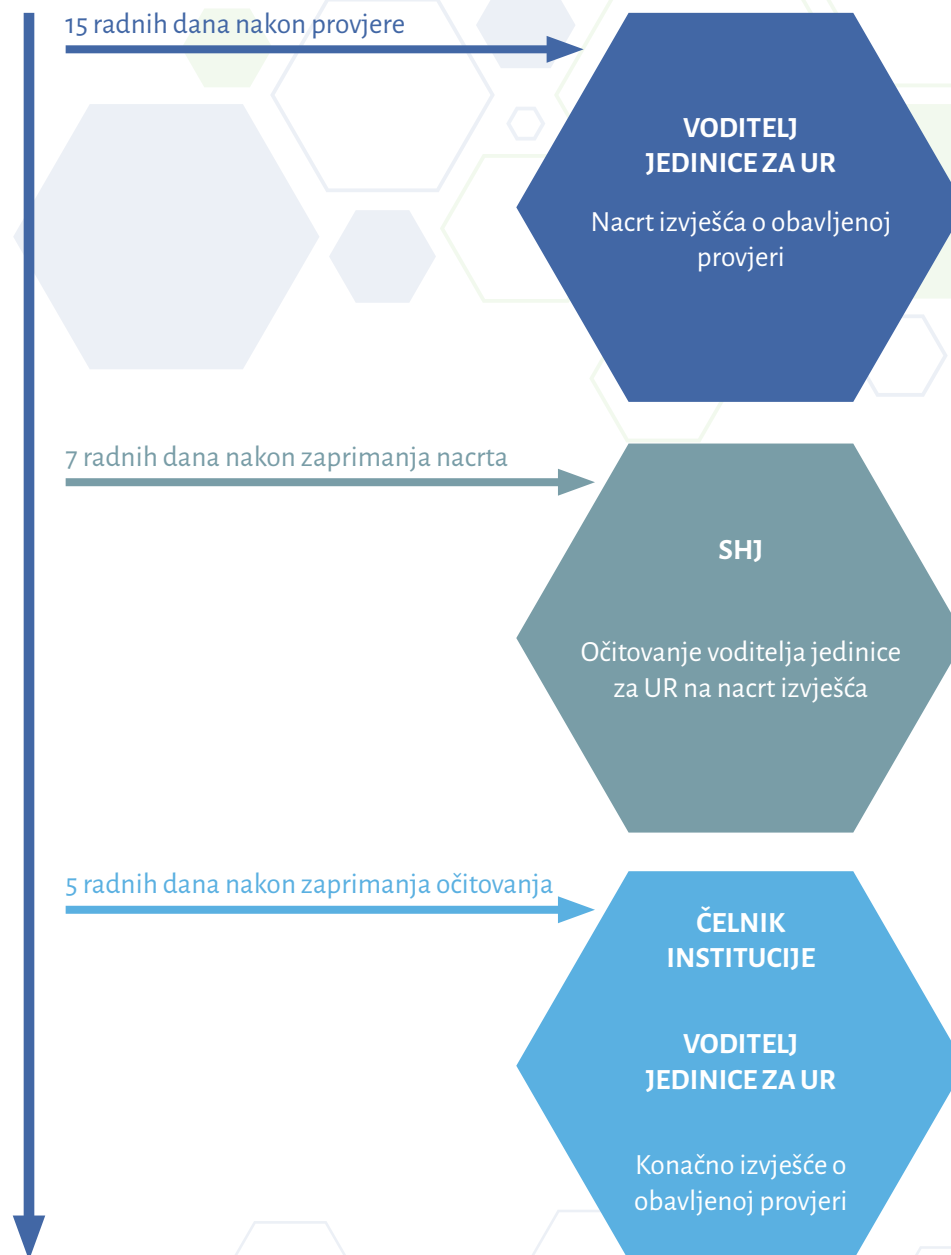 15 radnih dana nakon provjere
VODITELJ
JEDINICE ZA UR
Nacrt izvješća o obavljenoj
provjeri
7 radnih dana nakon zaprimanja nacrta
SHJ
Očitovanje voditelja jedinice
za UR na nacrt izvješća
5 radnih dana nakon zaprimanja očitovanja
ČELNIK
INSTITUCIJE
VODITELJ
JEDINICE ZA UR
Konačno izvješće o
obavljenoj provjeri